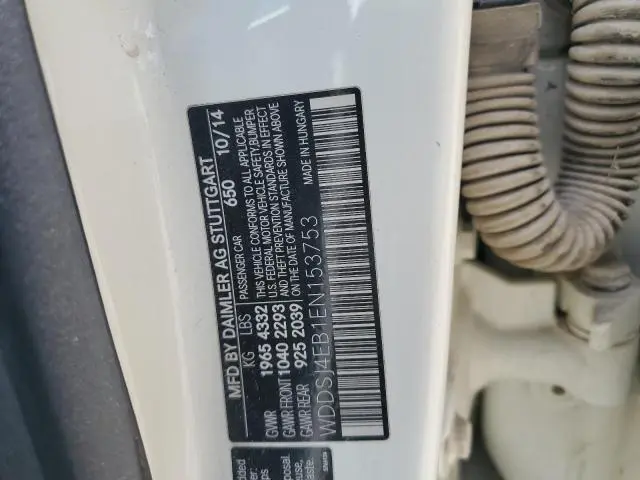 MFD BY DAIMLER AG STUTTGART
650 10/14
PASSENGER CAR
KG LBS
THIS VEHICLE CONFORMS TO ALL APPLICABLE
U.S. FEDERAL MOTOR VEHICLE SAFETY, BUMPER
AND THEFT PREVENTION STANDARDS IN EFFECT
ON THE DATE OF MANUFACTURE SHOWN ABOVE
GVWR 1965 4332
GAWR FRONT 1040 2293
GAWR REAR 925 2039
MADE IN HUNGARY
WDDSJ4EB1EN153753